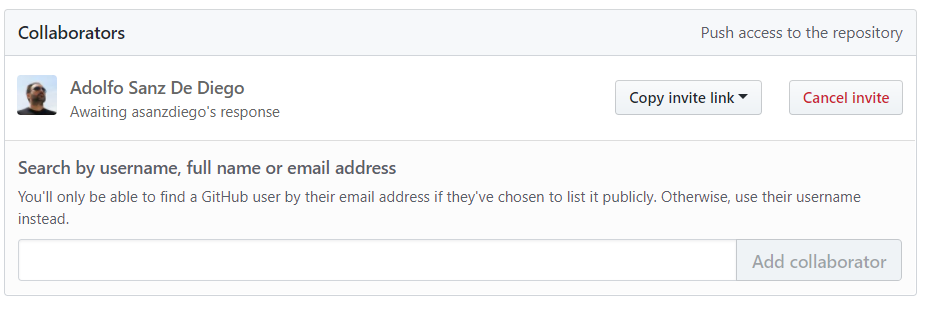 Collaborators
Push access to the repository
Adolfo Sanz De Diego
Awaiting asanzdiego's response
Copy invite link
Cancel invite
Search by username, full name or email address
You'll only be able to find a GitHub user by their email address if they've chosen to list it publicly. Otherwise, use their username
instead.
Add collaborator